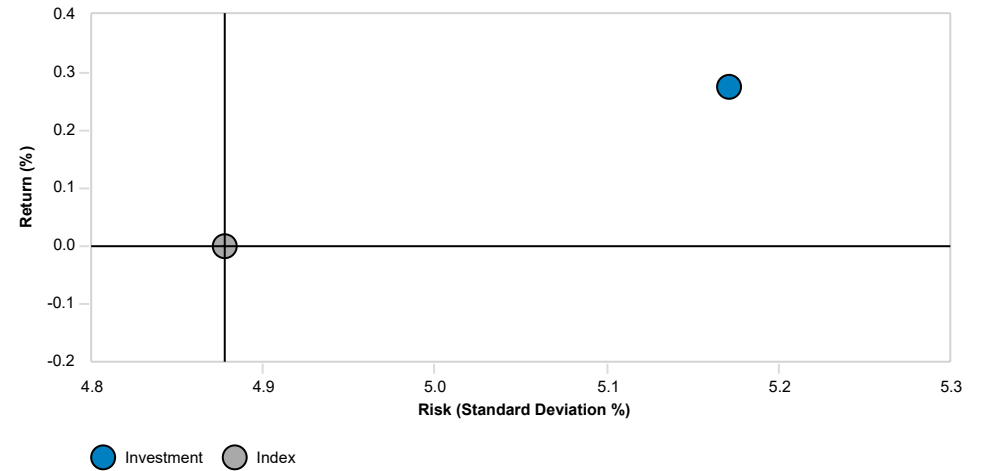 0.4
0.3
0.2
0.1
0.0
-0.1
-0.2
Return (%)
4.8 4.9 5.0 5.1 5.2 5.3
Risk (Standard Deviation %)
Investment Index